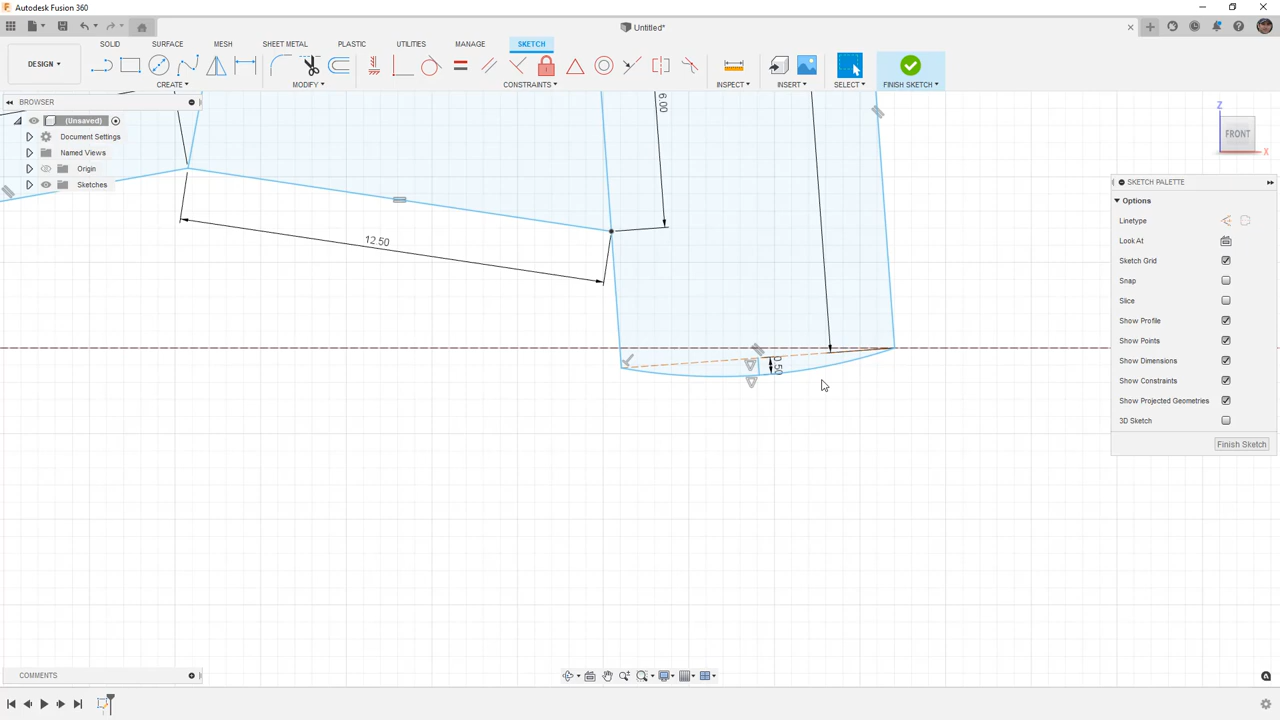 Autodesk Fusion 360
Untitled*
DESIGN
SOLID
SURFACE
MESH
SHEET METAL
PLASTIC
UTILITIES
MANAGE
SKETCH
CREATE
MODIFY
CONSTRAINTS
INSPECT
INSERT
SELECT
FINISH SKETCH
BROWSER
(Unsaved)
Document Settings
Named Views
Origin
Sketches
6.00
12.50
0.50
Z
FRONT
X
SKETCH PALETTE
Options
Linetype
Look At
Sketch Grid
Snap
Slice
Show Profile
Show Points
Show Dimensions
Show Constraints
Show Projected Geometries
3D Sketch
Finish Sketch
COMMENTS